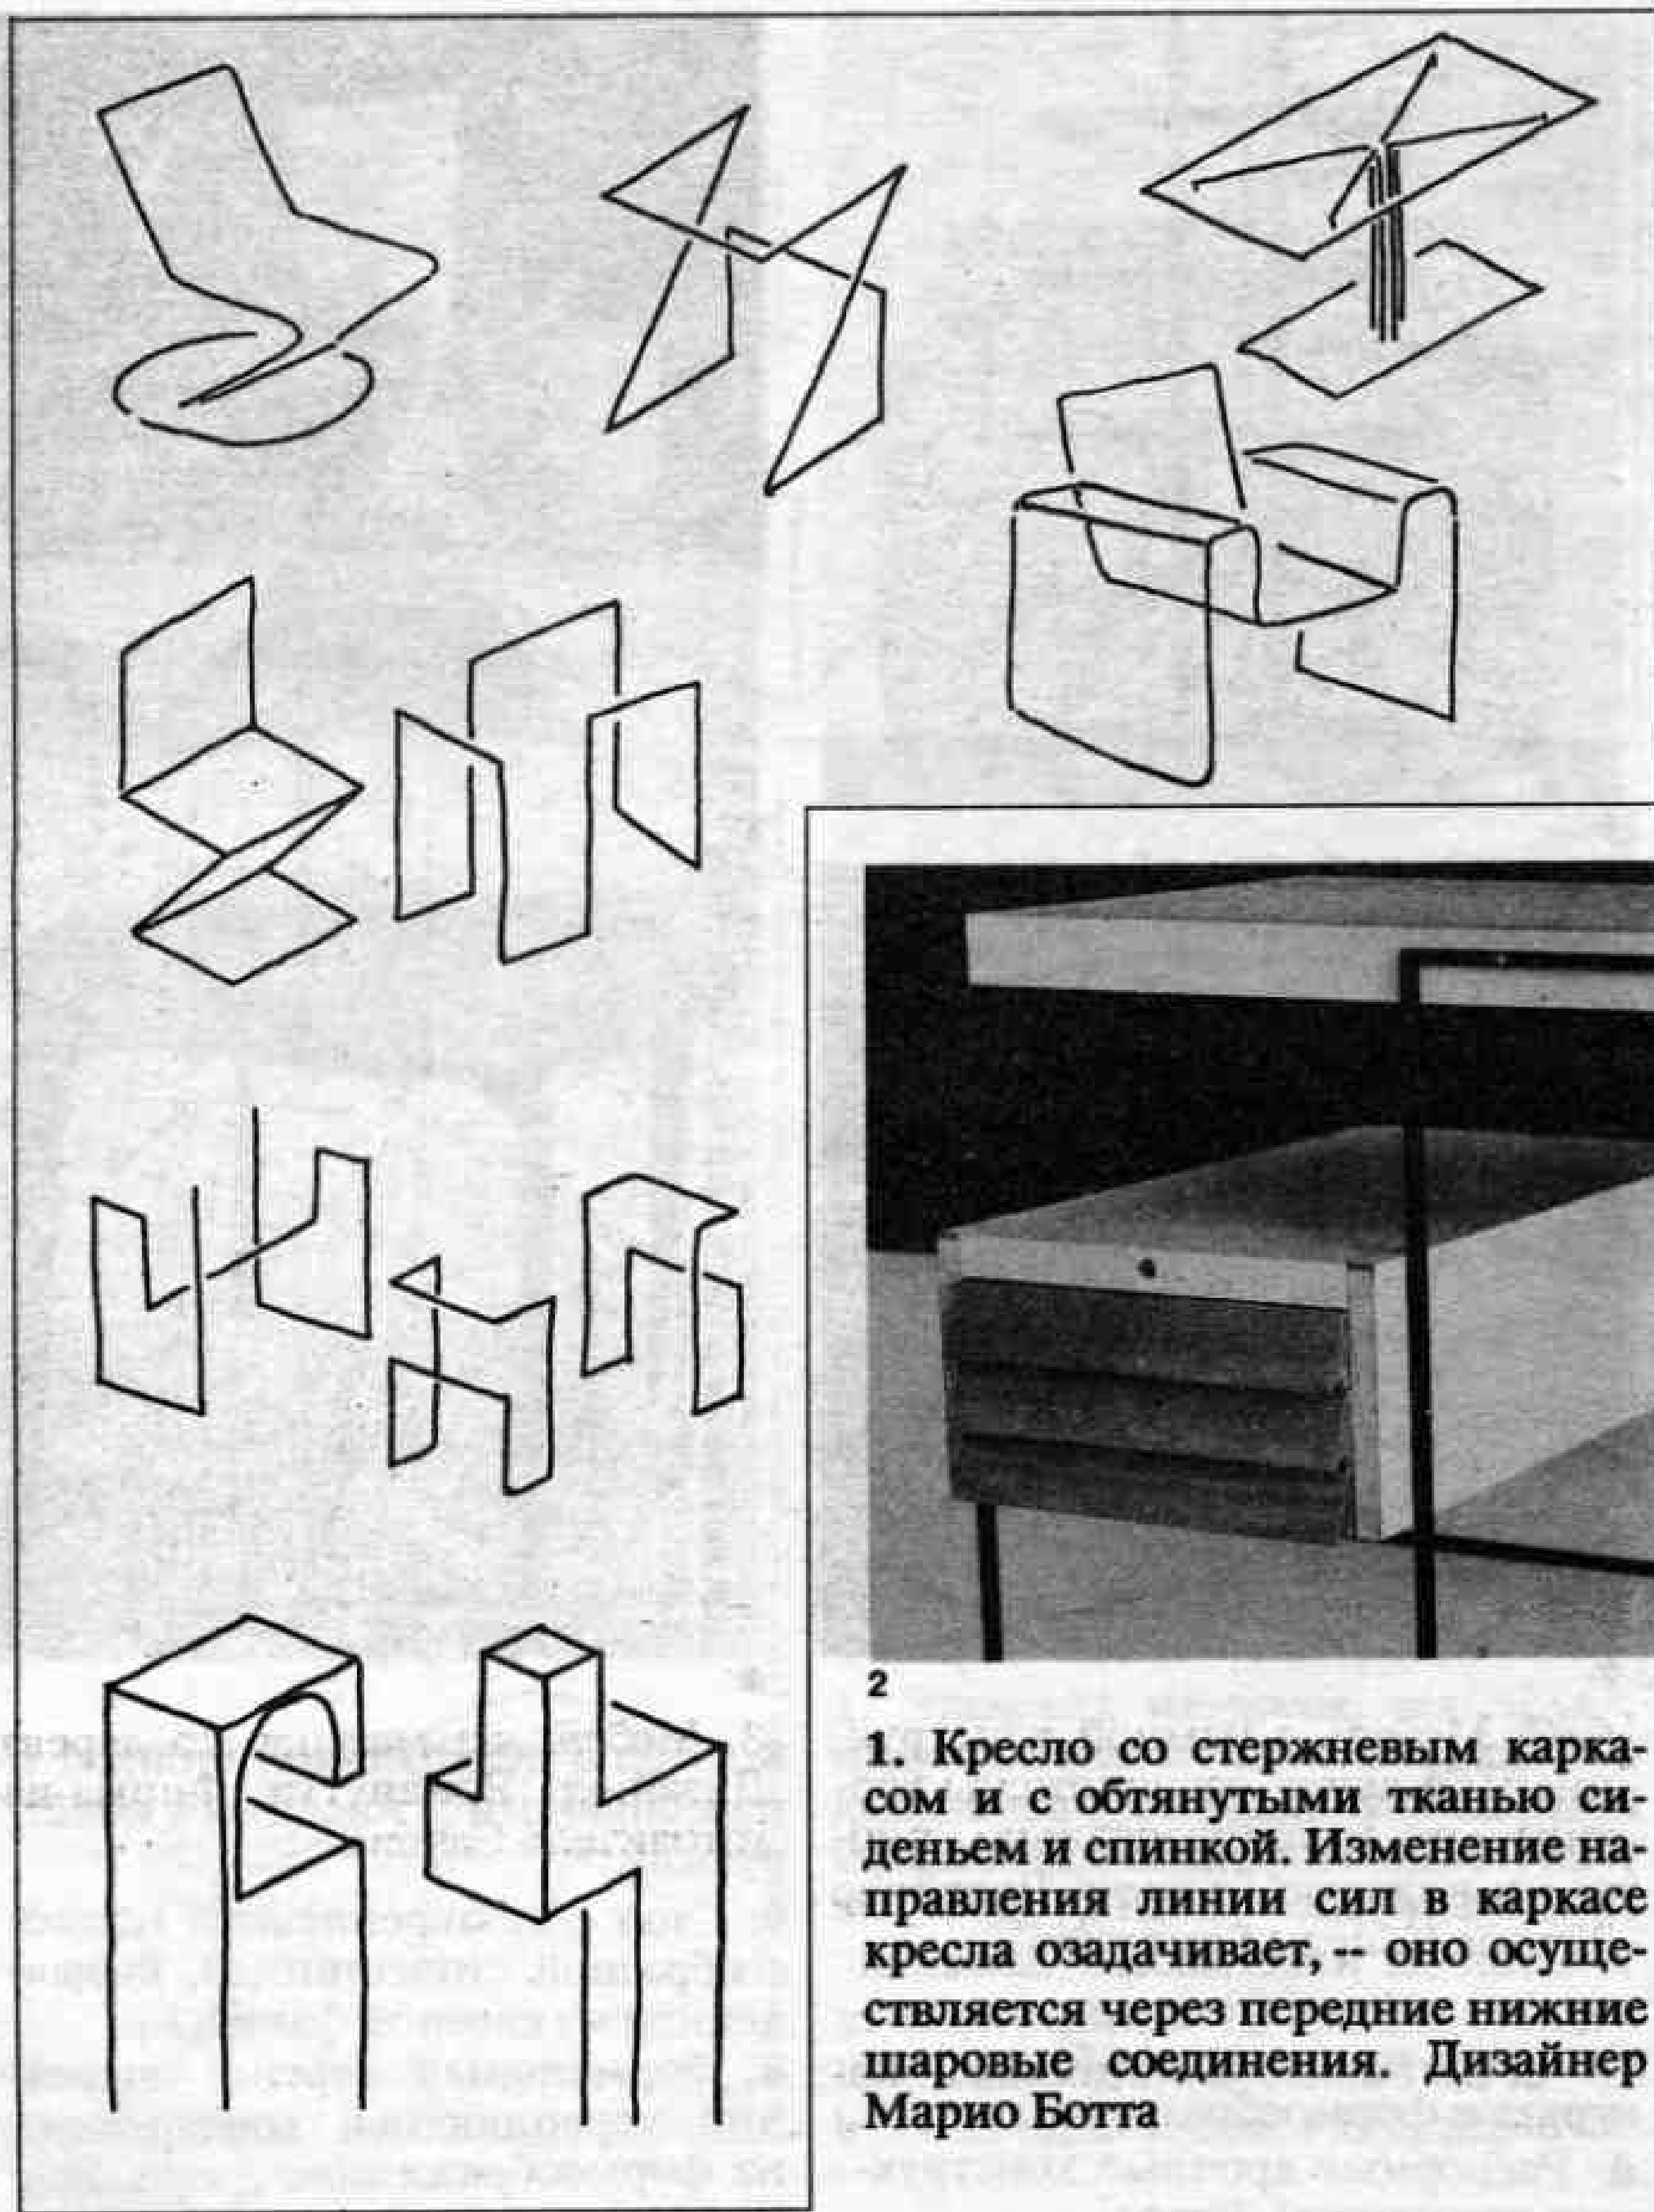 2
1. Кресло со стержневым карка-
сом и с обтянутыми тканью си-
деньем и спинкой. Изменение на-
правления линии сил в каркасе
кресла озадачивает, -- оно осуще-
ствляется через передние нижние
шаровые соединения. Дизайнер
Марио Ботта